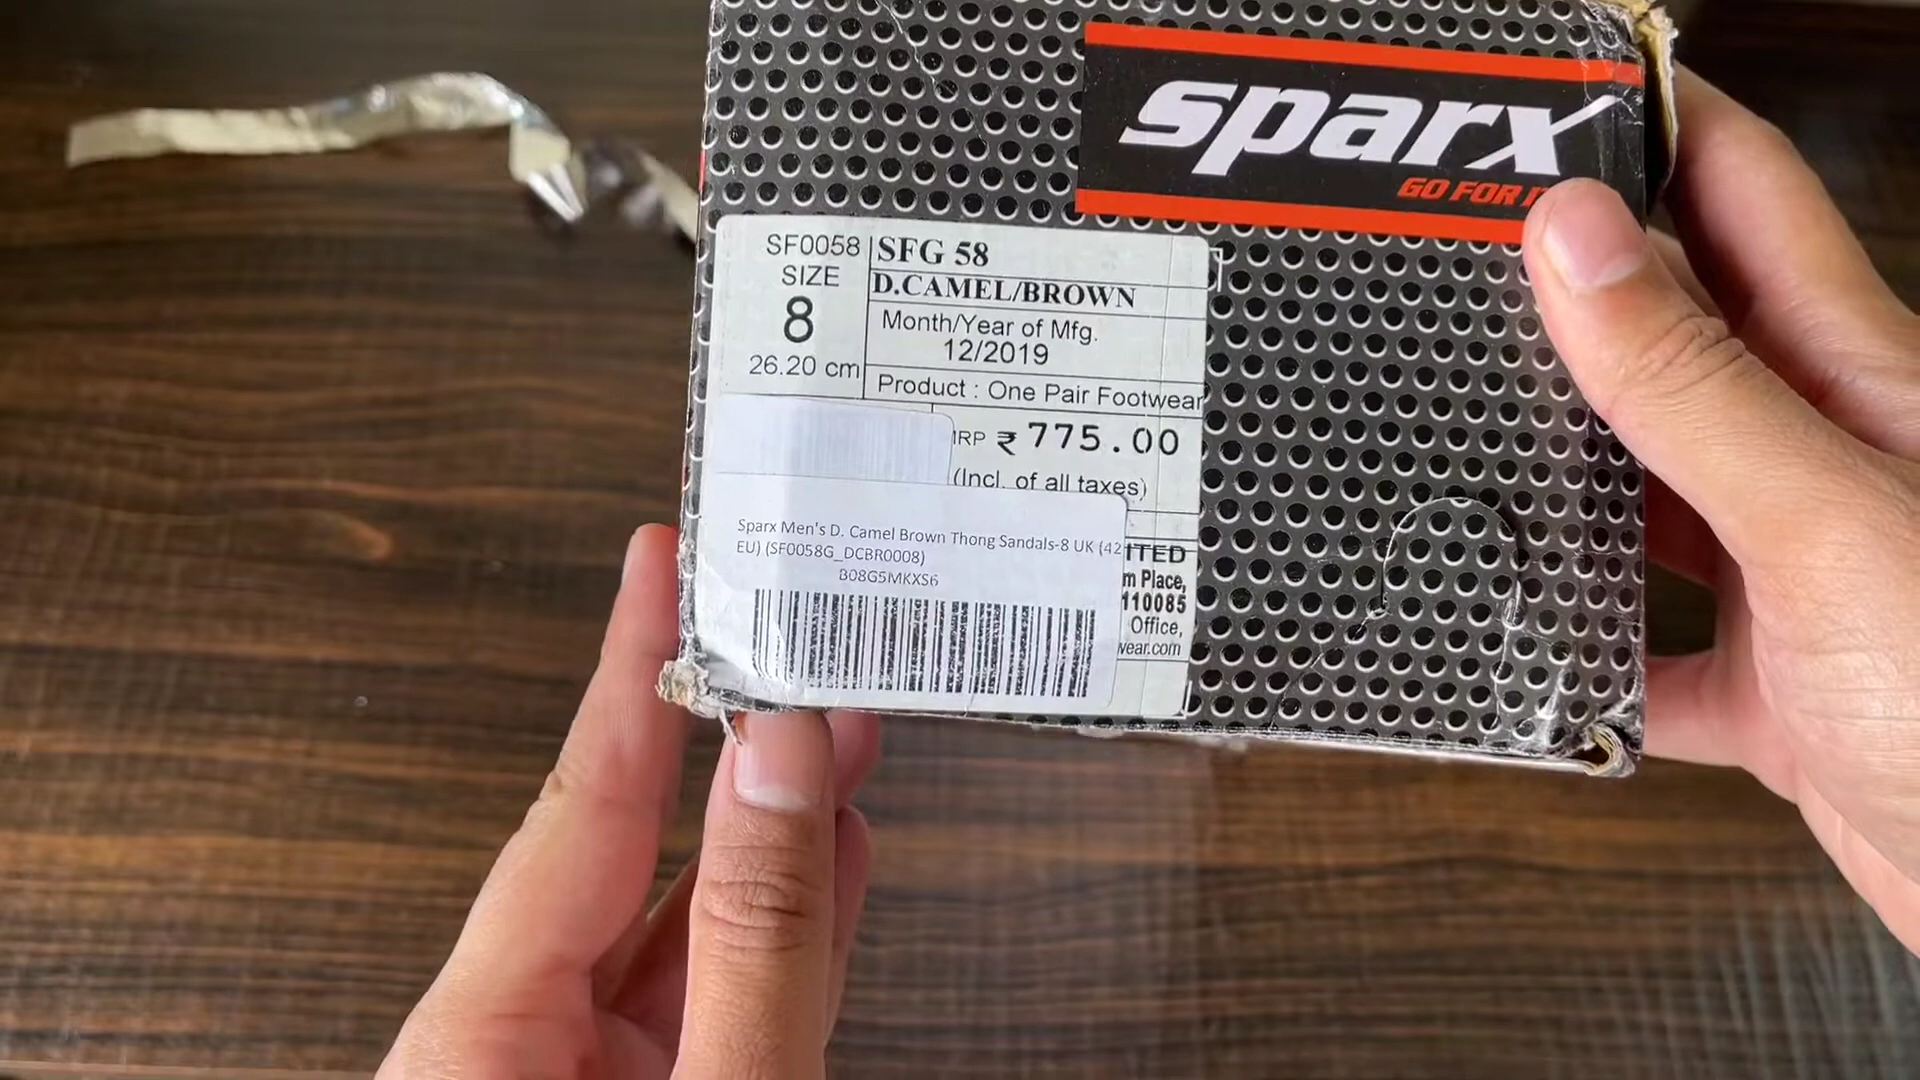 sparx
GO FOR
SF0058
SIZE
8
26.20 cm
SFG 58
D.CAMEL/BROWN
Month/Year of Mfg.
12/2019
Product : One Pair Footwear
MRP ₹ 775.00
(Incl. of all taxes)
Sparx Men's D. Camel Brown Thong Sandals-8 UK (42
EU) (SF0058G_DCBR0008)
B08G5MKXS6
ITED
m Place,
110085
Office,
wear.com